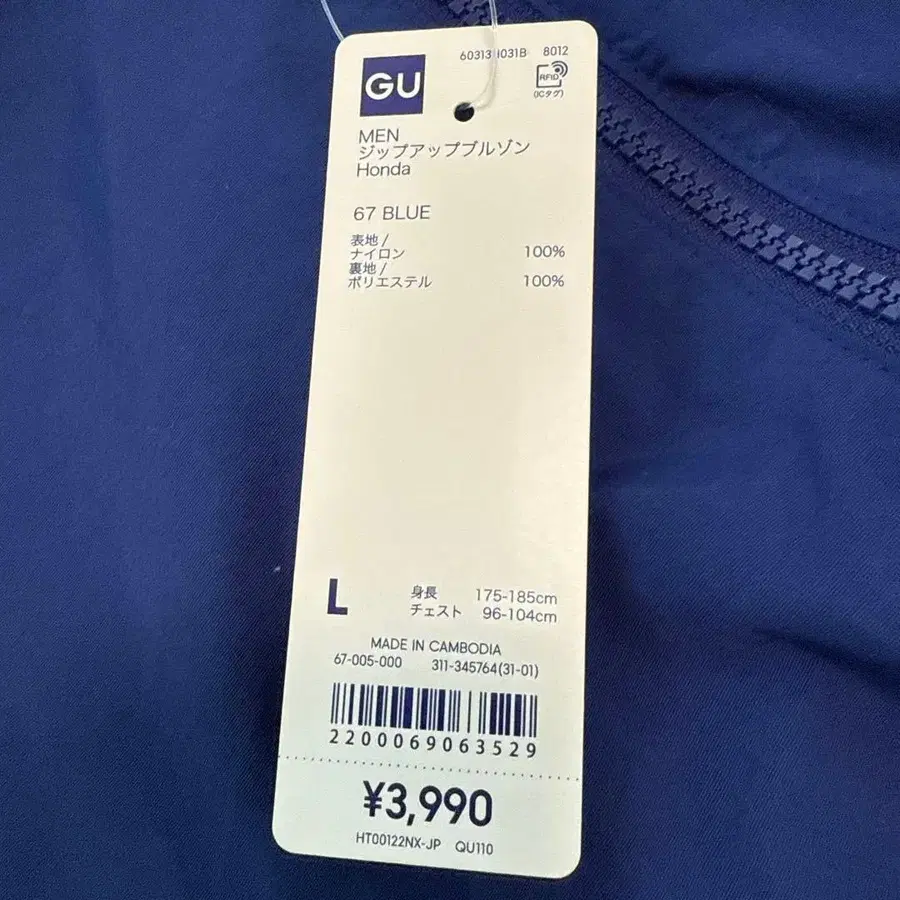 GU
8012
RFID
(ICタグ)
MEN
ジップアップブルゾン
Honda
67 BLUE
表地/
ナイロン 100%
裏地/
ポリエステル 100%
L
身長 175-185cm
チェスト 96-104cm
MADE IN CAMBODIA
67-005-000 311-345764(31-01)
2200069063529
¥3,990
HT00122NX-JP QU110